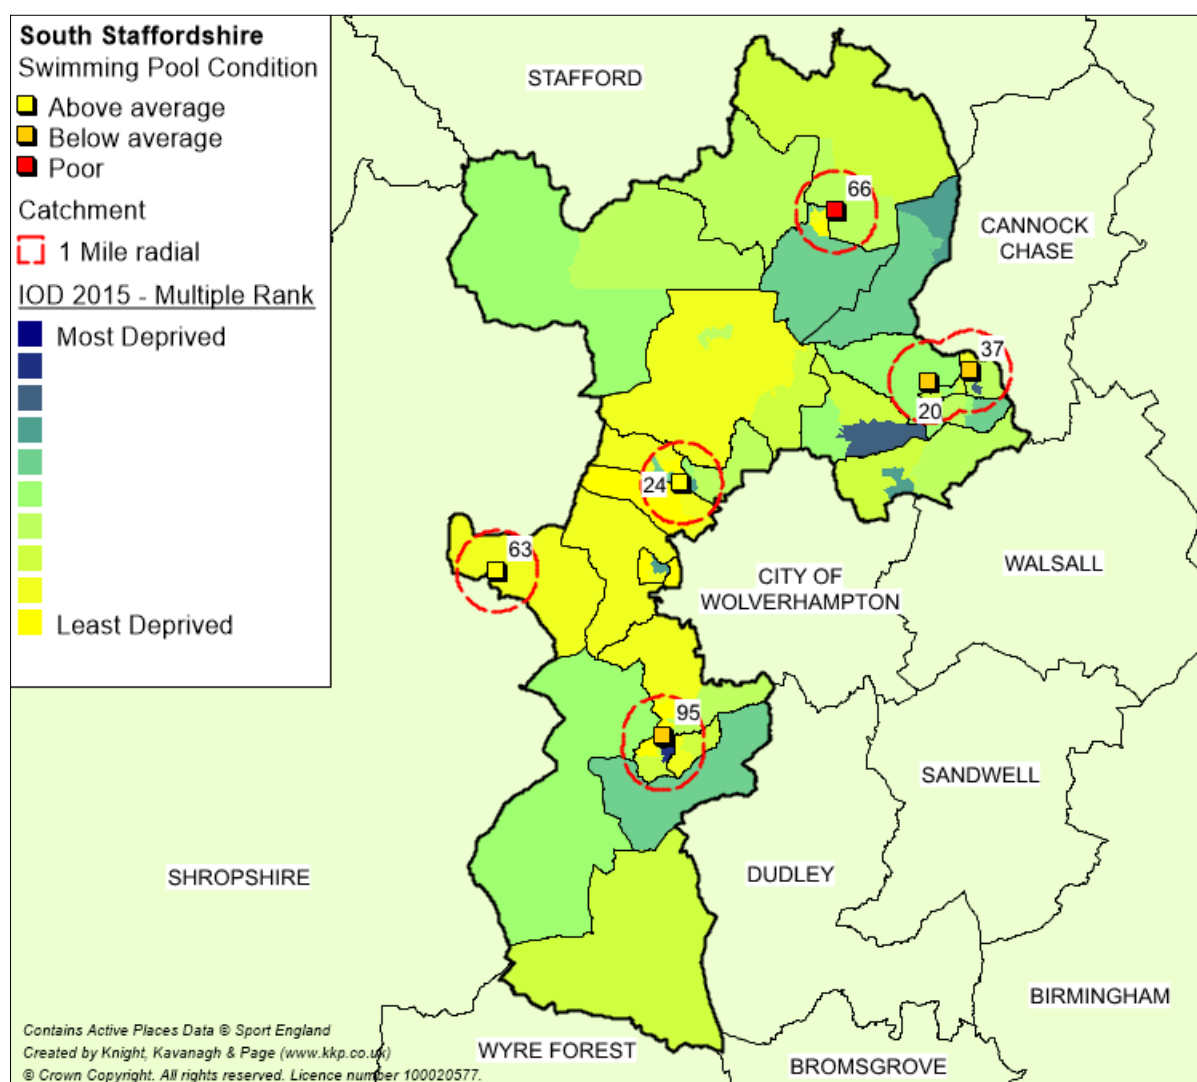 South Staffordshire
Swimming Pool Condition
Above average
Below average
Poor
Catchment
1 Mile radial
IOD 2015 - Multiple Rank
Most Deprived
Least Deprived
STAFFORD
66
CANNOCK
CHASE
37
20
24
63
CITY OF
WOLVERHAMPTON
WALSALL
95
SANDWELL
SHROPSHIRE
DUDLEY
BIRMINGHAM
WYRE FOREST
BROMSGROVE
Contains Active Places Data © Sport England
Created by Knight, Kavanagh & Page (www.kkp.co.uk)
© Crown Copyright. All rights reserved. Licence number 100020577.